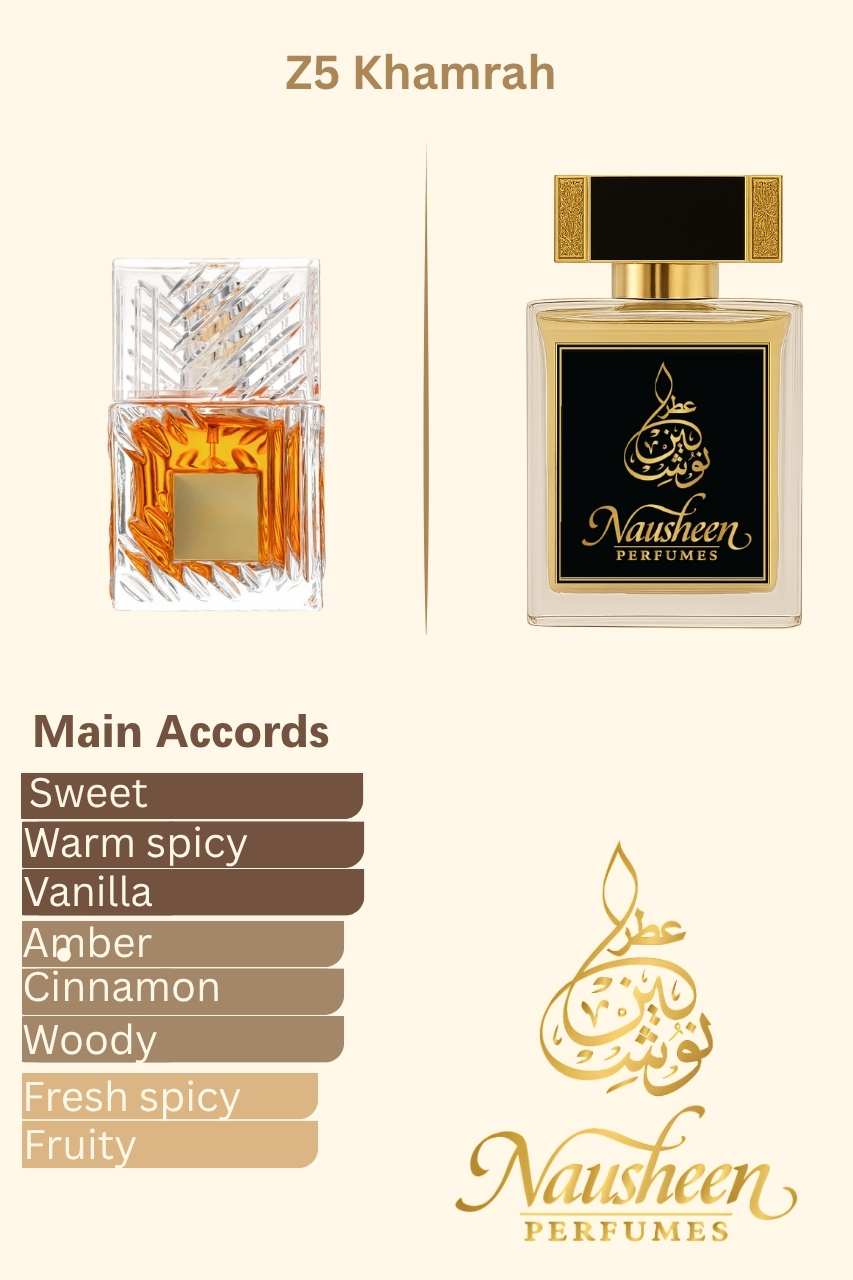 Z5 Khamrah
عطر
نوشين
Nausheen
PERFUMES
Main Accords
Sweet
Warm spicy
Vanilla
Amber
Cinnamon
Woody
Fresh spicy
Fruity
عطر
نوشين
Nausheen
PERFUMES